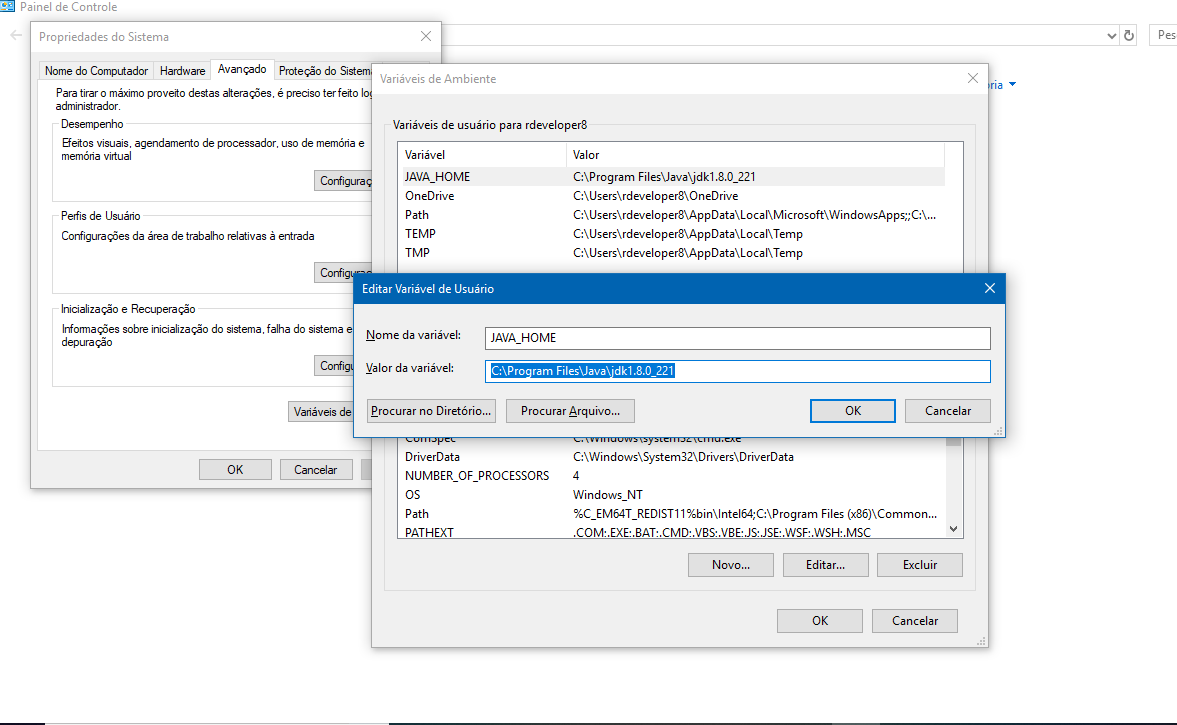 Painel de Controle
Pes
Propriedades do Sistema
Nome do Computador
Hardware
Avançado
Proteção do Sistema
Para tirar o máximo proveito destas alterações, é preciso ter feito
administrador.
Desempenho
Efeitos visuais, agendamento de processador, uso de memória e
memória virtual
Configuraç
Perfis de Usuário
Configurações da área de trabalho relativas à entrada
Configuraç
Inicialização e Recuperação
Informações sobre inicialização do sistema, falha do sistema e
depuração
Configu
Variáveis de
OK
Cancelar
Variáveis de Ambiente
ria
Variáveis de usuário para rdeveloper8
Variável Valor
JAVA_HOME C:\Program Files\Java\jdk1.8.0_221
OneDrive C:\Users\rdeveloper8\OneDrive
Path C:\Users\rdeveloper8\AppData\Local\Microsoft\WindowsApps;;C:\...
TEMP C:\Users\rdeveloper8\AppData\Local\Temp
TMP C:\Users\rdeveloper8\AppData\Local\Temp
Editar Variável de Usuário
Nome da variável: JAVA_HOME
Valor da variável: C:\Program Files\Java\jdk1.8.0_221
Procurar no Diretório...
Procurar Arquivo...
OK
Cancelar
ComSpec C:\Windows\system32\cmd.exe
DriverData C:\Windows\System32\Drivers\DriverData
NUMBER_OF_PROCESSORS 4
OS Windows_NT
Path %C_EM64T_REDIST11%bin\Intel64;C:\Program Files (x86)\Common...
PATHEXT .COM;.EXE;.BAT;.CMD;.VBS;.VBE;.JS;.JSE;.WSF;.WSH;.MSC
Novo...
Editar...
Excluir
OK
Cancelar